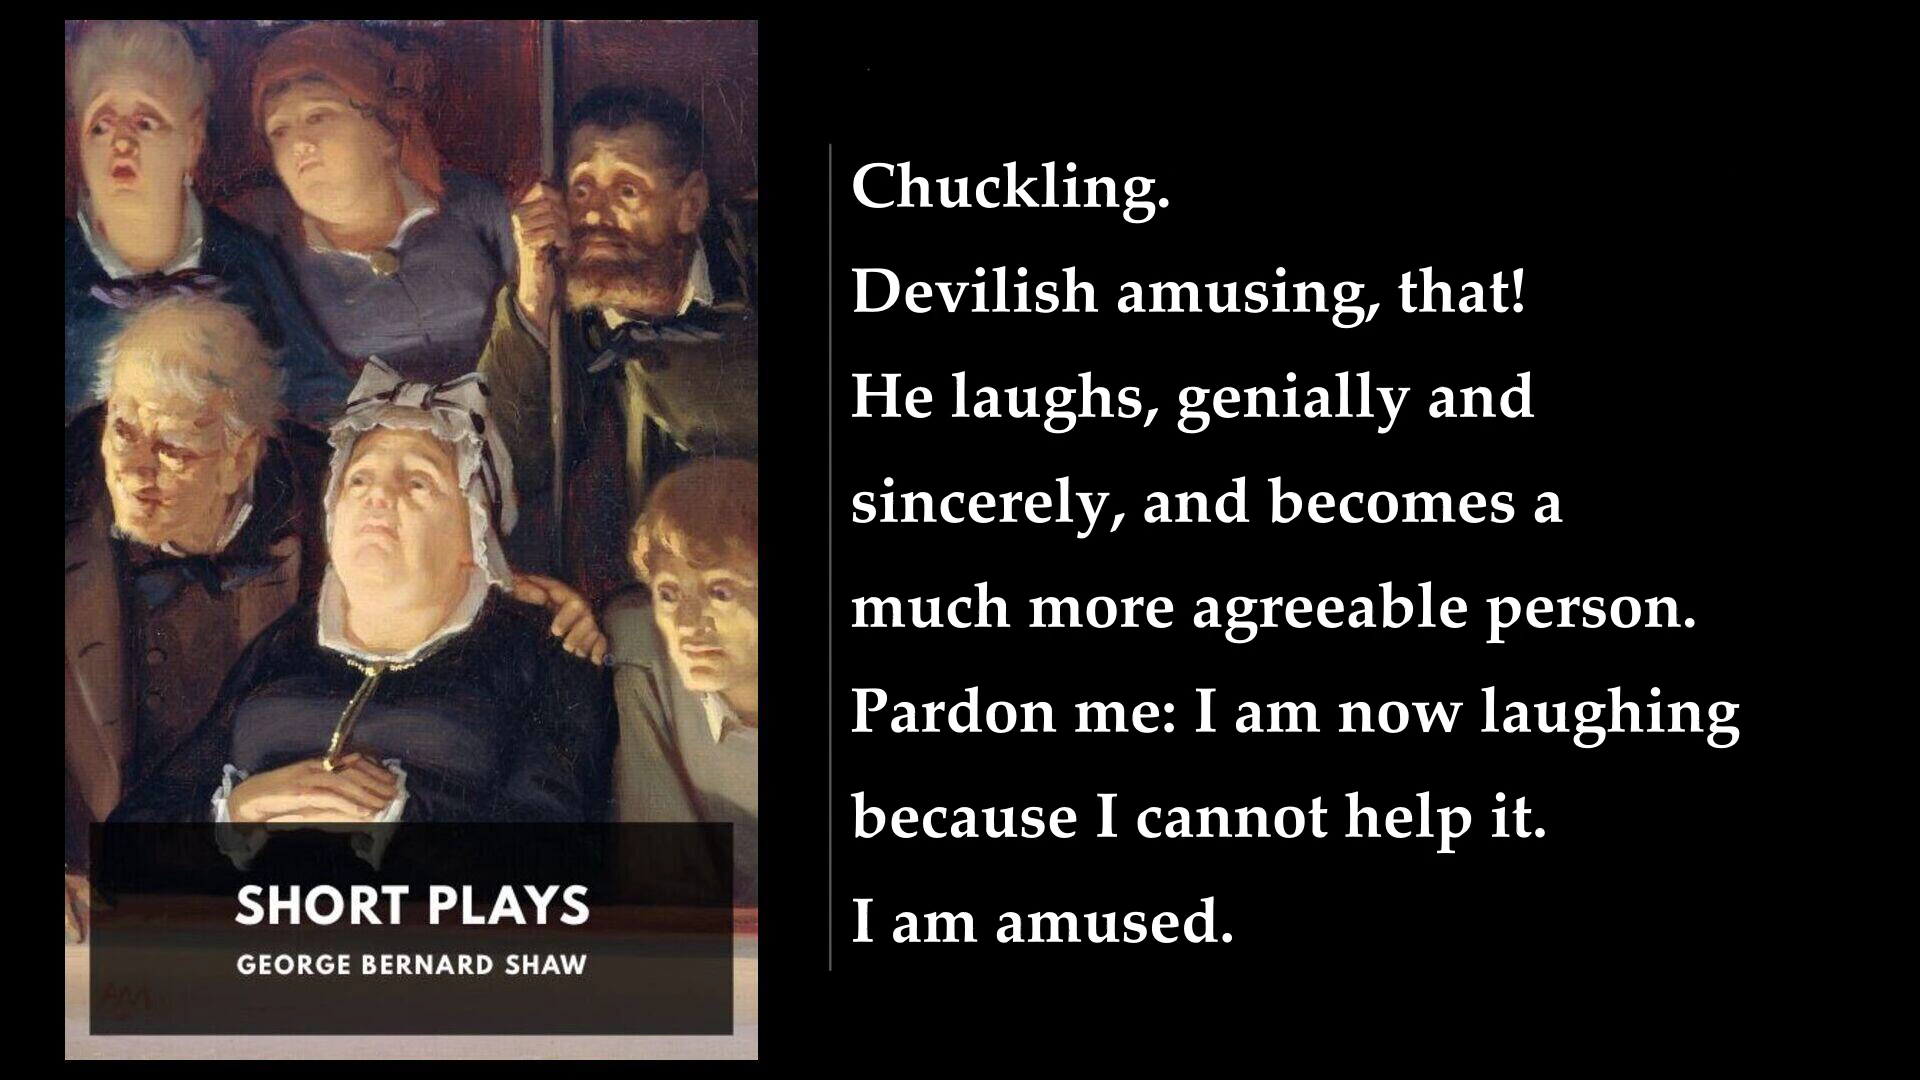 SHORT PLAYS
GEORGE BERNARD SHAW
Chuckling.
Devilish amusing, that!
He laughs, genially and
sincerely, and becomes a
much more agreeable person.
Pardon me: I am now laughing
because I cannot help it.
I am amused.